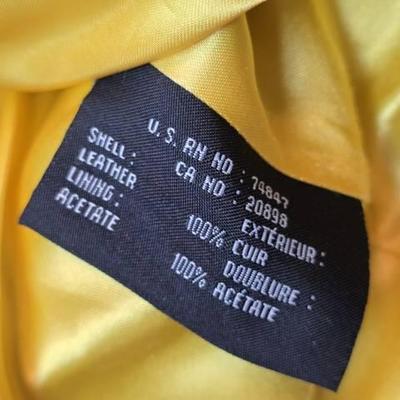 U.S. RN NO : 74847
CA NO : 20898
SHELL : EXTÉRIEUR :
LEATHER 100% CUIR
LINING : DOUBLURE :
ACETATE 100% ACÉTATE